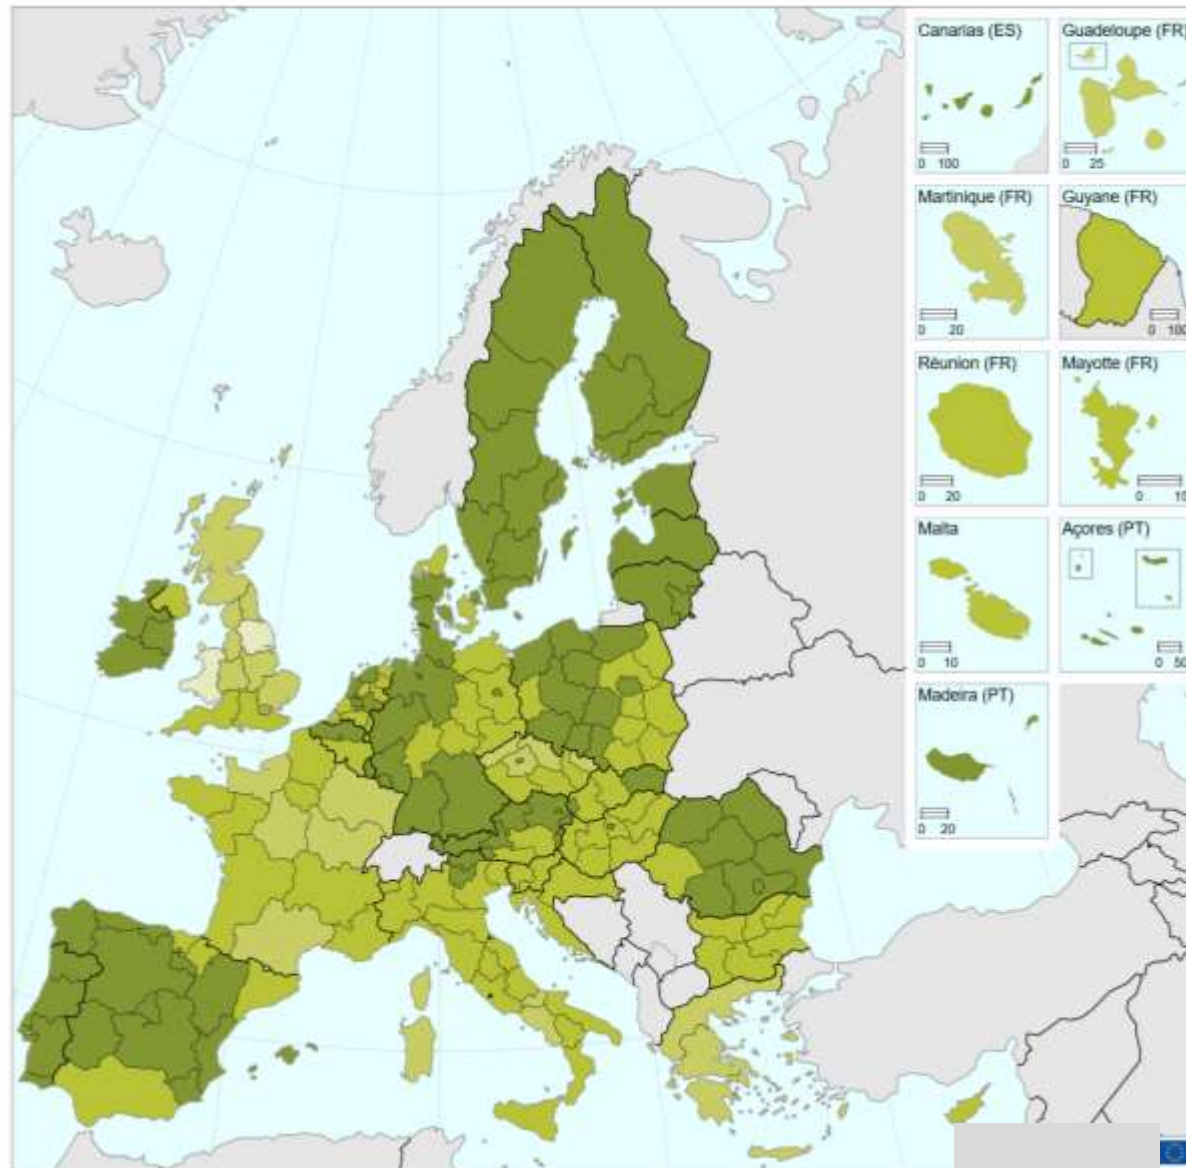 Canarias (ES)
0 100
Guadeloupe (FR)
0 25
Martinique (FR)
0 20
Guyane (FR)
0 100
Réunion (FR)
0 20
Mayotte (FR)
0 15
Malta
0 10
Açores (PT)
0 50
Madeira (PT)
0 20